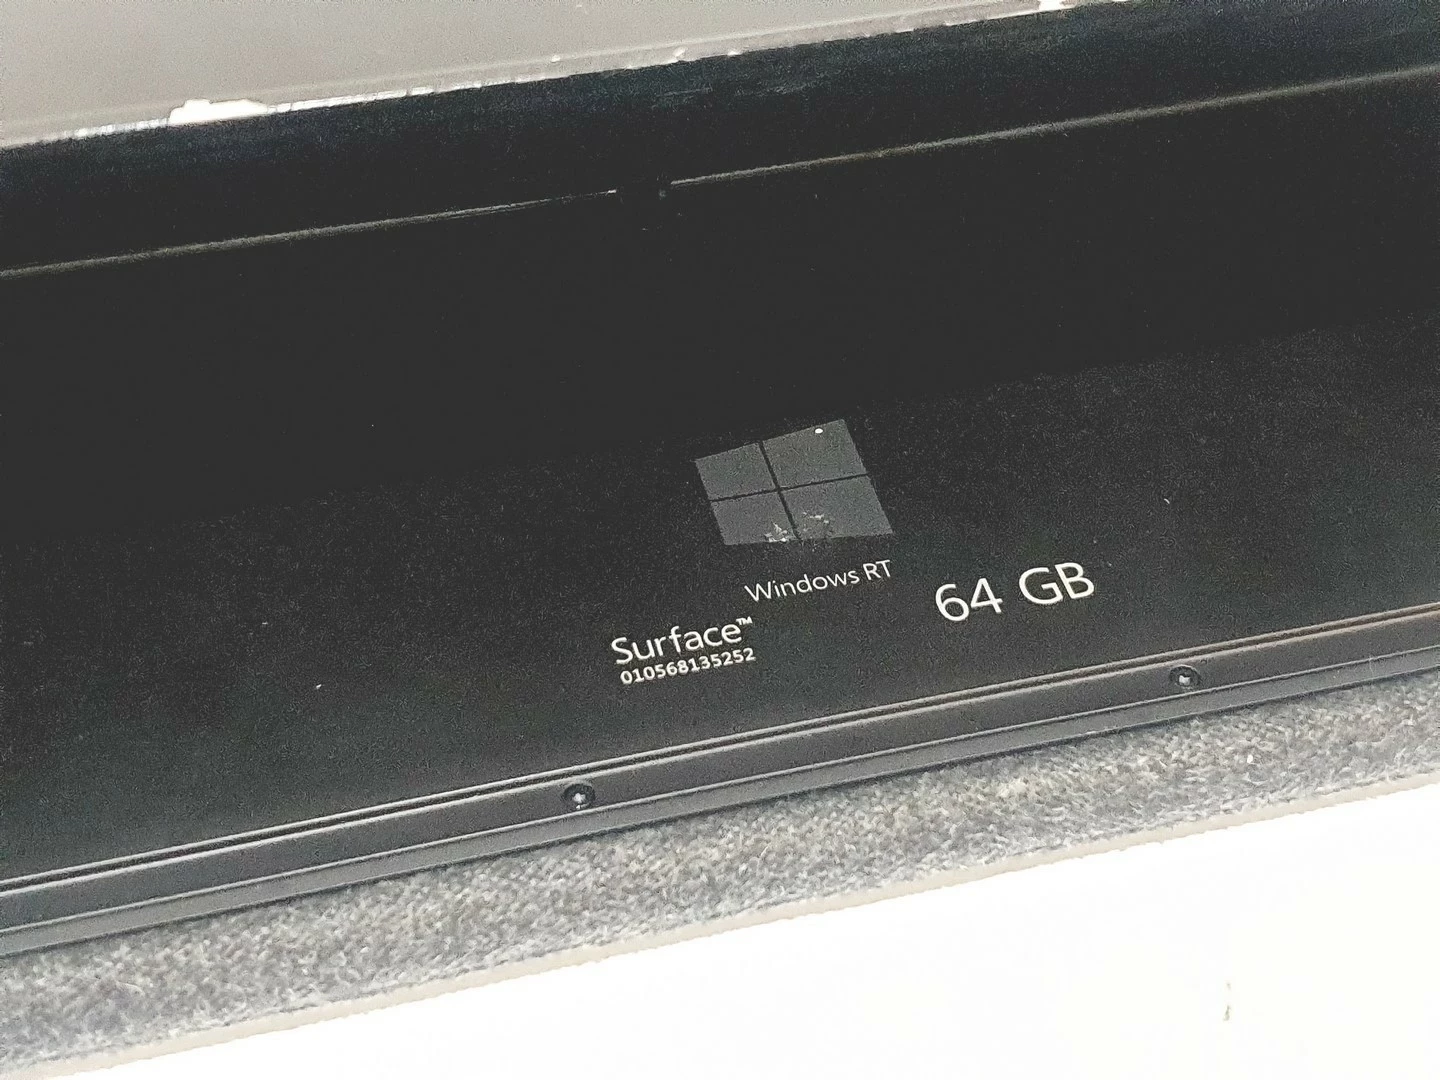 Windows RT
64 GB
Surface™
010568135252